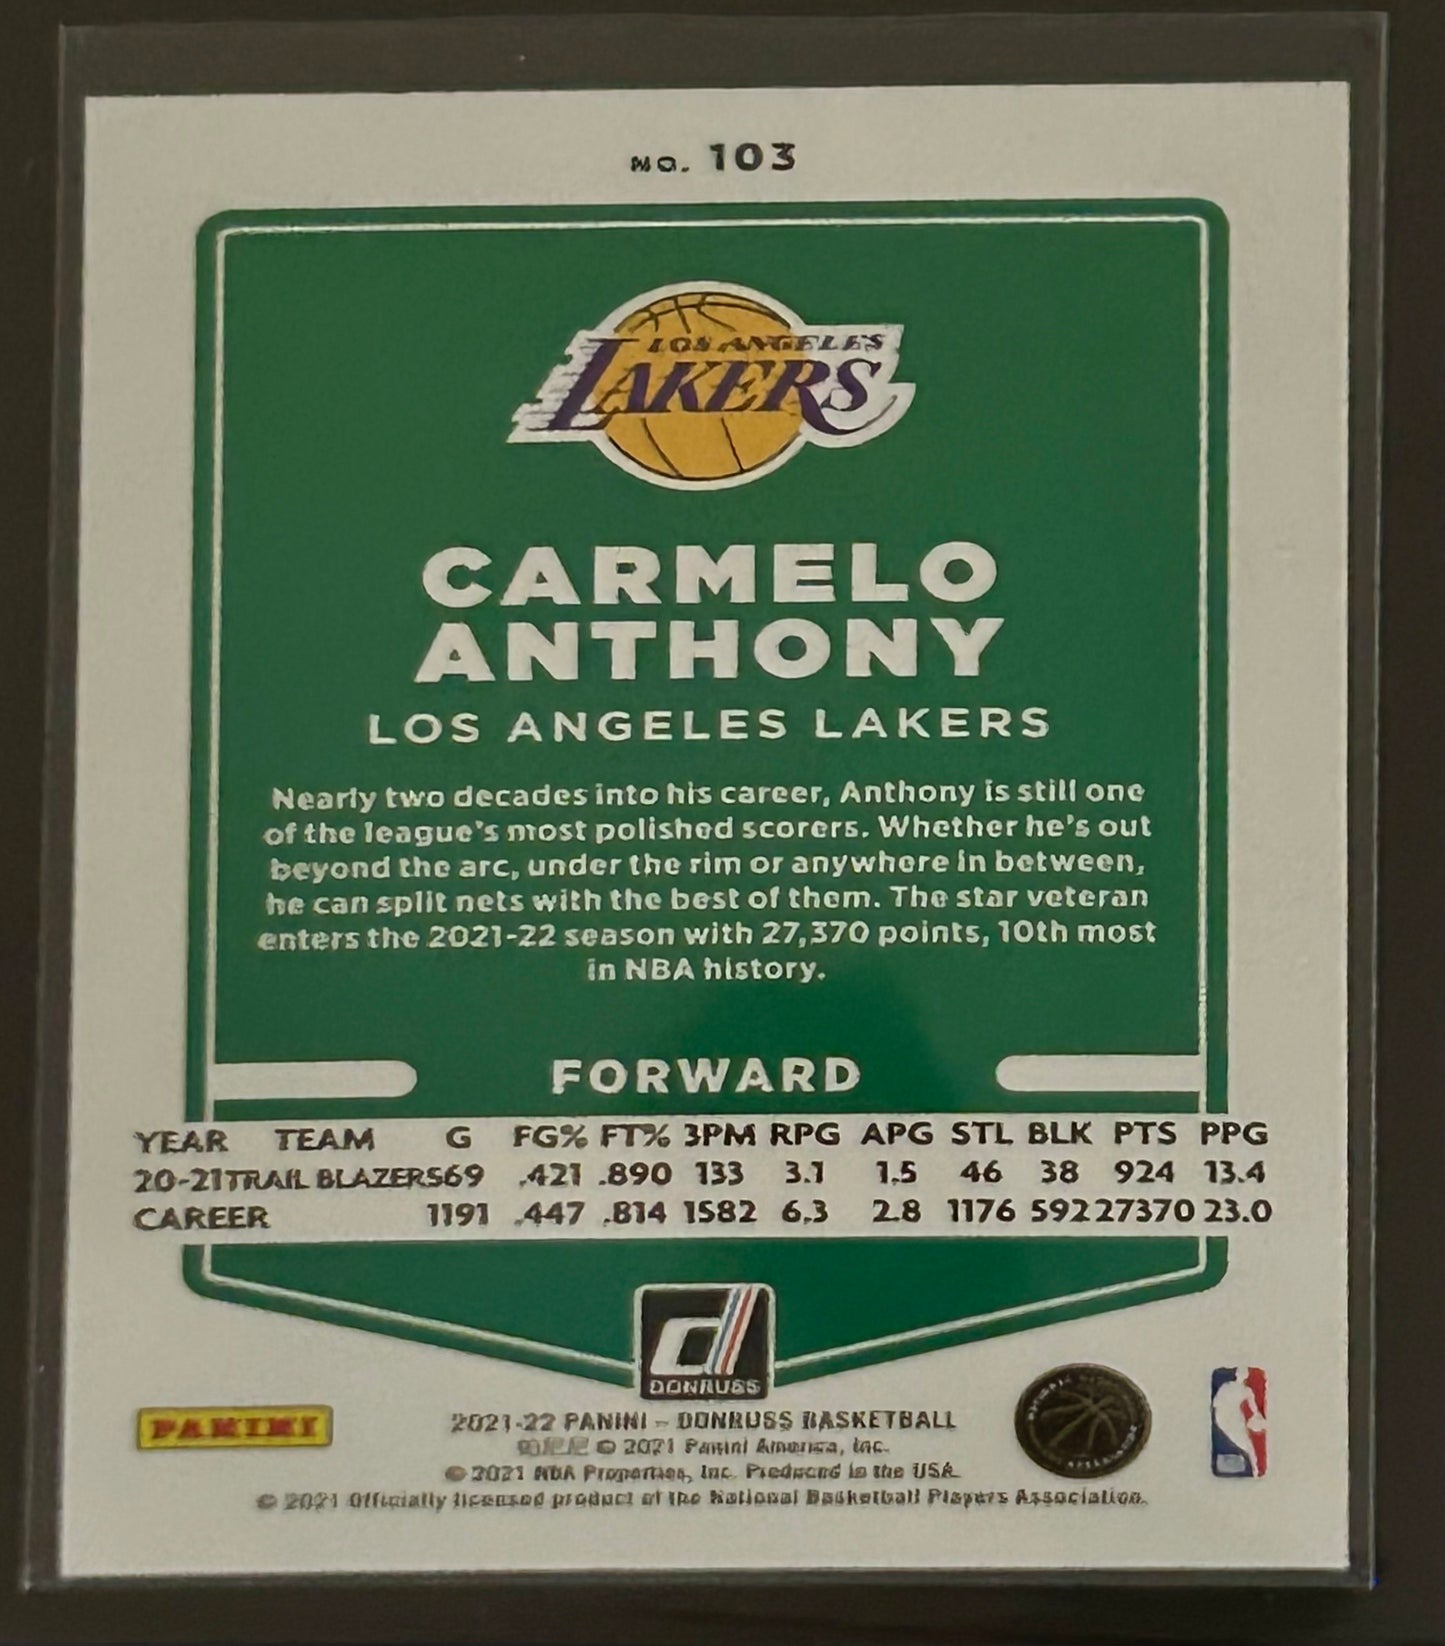 NO. 103
LOS ANGELES
LAKERS
CARMELO
ANTHONY
LOS ANGELES LAKERS
Nearly two decades into his career, Anthony is still one
of the league's most polished scorers. Whether he's out
beyond the arc, under the rim or anywhere in between,
he can split nets with the best of them. The star veteran
enters the 2021-22 season with 27,370 points, 10th most
in NBA history.
FORWARD
YEAR TEAM G FG% FT% 3PM RPG APG STL BLK PTS PPG
20-21 TRAIL BLAZERS 69 .421 .890 133 3.1 1.5 46 38 924 13.4
CAREER 1191 .447 .814 1582 6.3 2.8 1176 592 27370 23.0
DONRUSS
PANINI
2021-22 PANINI - DONRUSS BASKETBALL
© 2021 Panini America, Inc.
© 2021 NBA Properties, Inc. Produced in the USA.
© 2021 Officially licensed product of the National Basketball Players Association.